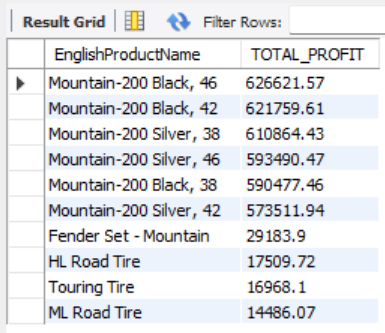 Result Grid Filter Rows:
EnglishProductName TOTAL_PROFIT
Mountain-200 Black, 46 626621.57
Mountain-200 Black, 42 621759.61
Mountain-200 Silver, 38 610864.43
Mountain-200 Silver, 46 593490.47
Mountain-200 Black, 38 590477.46
Mountain-200 Silver, 42 573511.94
Fender Set - Mountain 29183.9
HL Road Tire 17509.72
Touring Tire 16968.1
ML Road Tire 14486.07